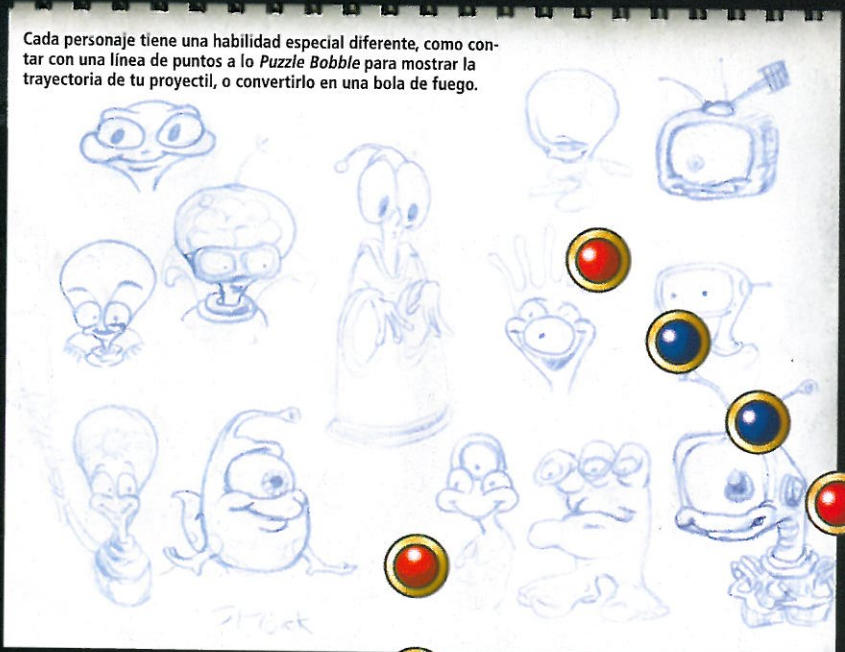 Cada personaje tiene una habilidad especial diferente, como con-
tar con una línea de puntos a lo Puzzle Bobble para mostrar la
trayectoria de tu proyectil, o convertirlo en una bola de fuego.